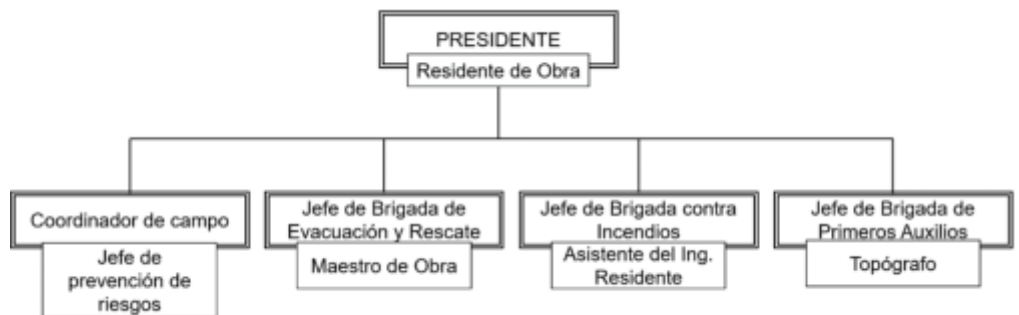 PRESIDENTE
Residente de Obra
Coordinador de campo
Jefe de
prevención de
riesgos
Jefe de Brigada de
Evacuación y Rescate
Maestro de Obra
Jefe de Brigada contra
Incendios
Asistente del Ing.
Residente
Jefe de Brigada de
Primeros Auxilios
Topógrafo